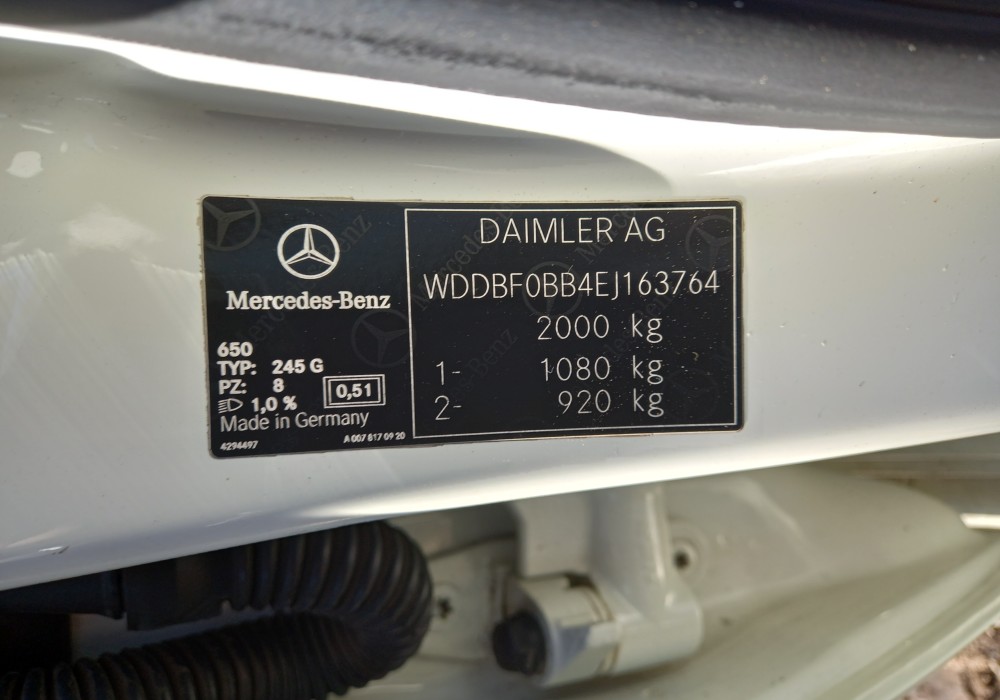 Mercedes-Benz
650
TYP: 245 G
PZ: 8
1,0 %
0,51
Made in Germany
4294497
A 007 817 09 20
DAIMLER AG
WDDBF0BB4EJ163764
2000 kg
1- 1080 kg
2- 920 kg